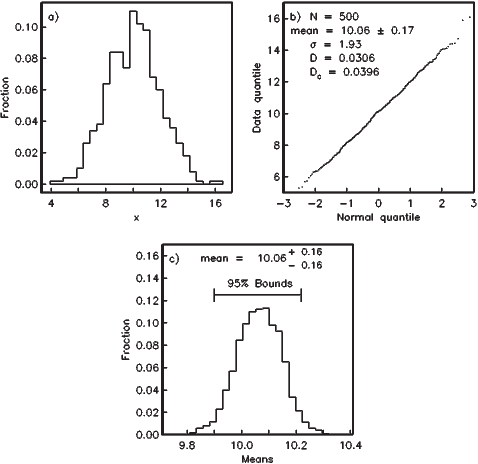 a)
Fraction
0.10
0.08
0.06
0.04
0.02
0.00
4 8 12 16
x
b) N = 500
mean = 10.06 ± 0.17
σ = 1.93
D = 0.0306
Dα = 0.0396
Data quantile
16
14
12
10
8
6
−3 −2 −1 0 1 2 3
Normal quantile
c) mean = 10.06 + 0.16
− 0.16
95% Bounds
Fraction
0.16
0.14
0.12
0.10
0.08
0.06
0.04
0.02
0.00
9.8 10.0 10.2 10.4
Means